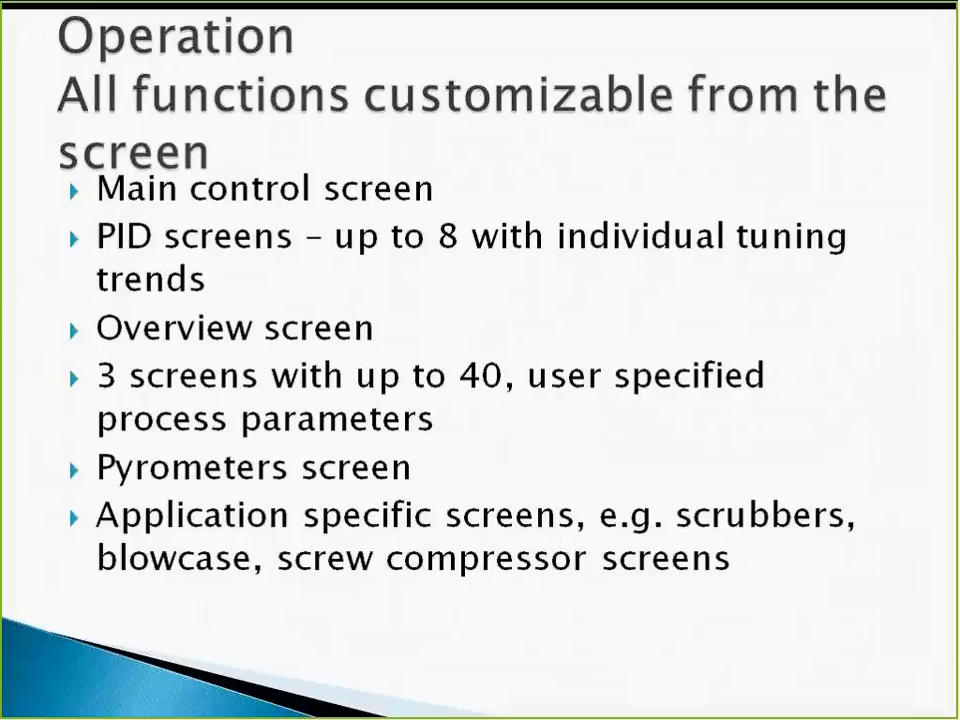 Operation
All functions customizable from the
screen
Main control screen
PID screens – up to 8 with individual tuning
trends
Overview screen
3 screens with up to 40, user specified
process parameters
Pyrometers screen
Application specific screens, e.g. scrubbers,
blowcase, screw compressor screens